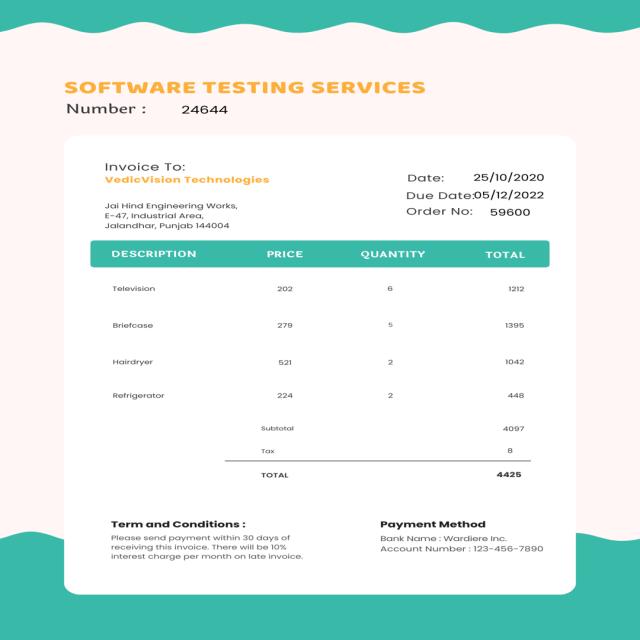 SOFTWARE TESTING SERVICES
Number : 24644
Invoice To:
VedicVision Technologies
Jai Hind Engineering Works,
E-47, Industrial Area,
Jalandhar, Punjab 144004
Date: 25/10/2020
Due Date:05/12/2022
Order No: 59600
DESCRIPTION PRICE QUANTITY TOTAL
Television 202 6 1212
Briefcase 279 5 1395
Hairdryer 521 2 1042
Refrigerator 224 2 448
Subtotal 4097
Tax 8
TOTAL 4425
Term and Conditions :
Please send payment within 30 days of
receiving this invoice. There will be 10%
interest charge per month on late invoice.
Payment Method
Bank Name : Wardiere Inc.
Account Number : 123-456-7890